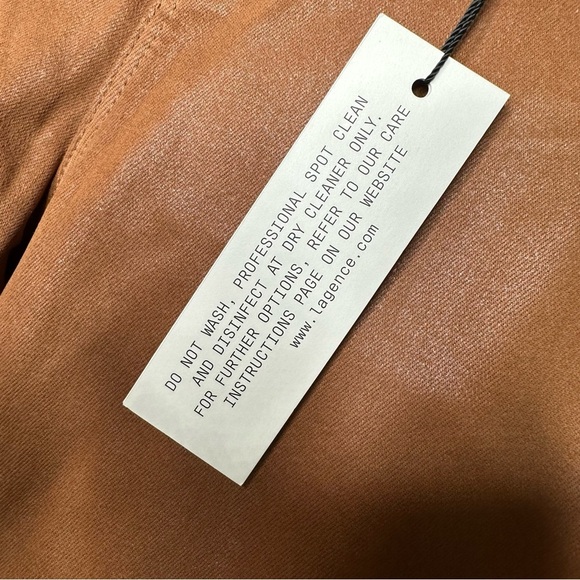 DO NOT WASH, PROFESSIONAL SPOT CLEAN
AND DISINFECT AT DRY CLEANER ONLY.
FOR FURTHER OPTIONS, REFER TO OUR CARE
INSTRUCTIONS PAGE ON OUR WEBSITE
www.lagence.com